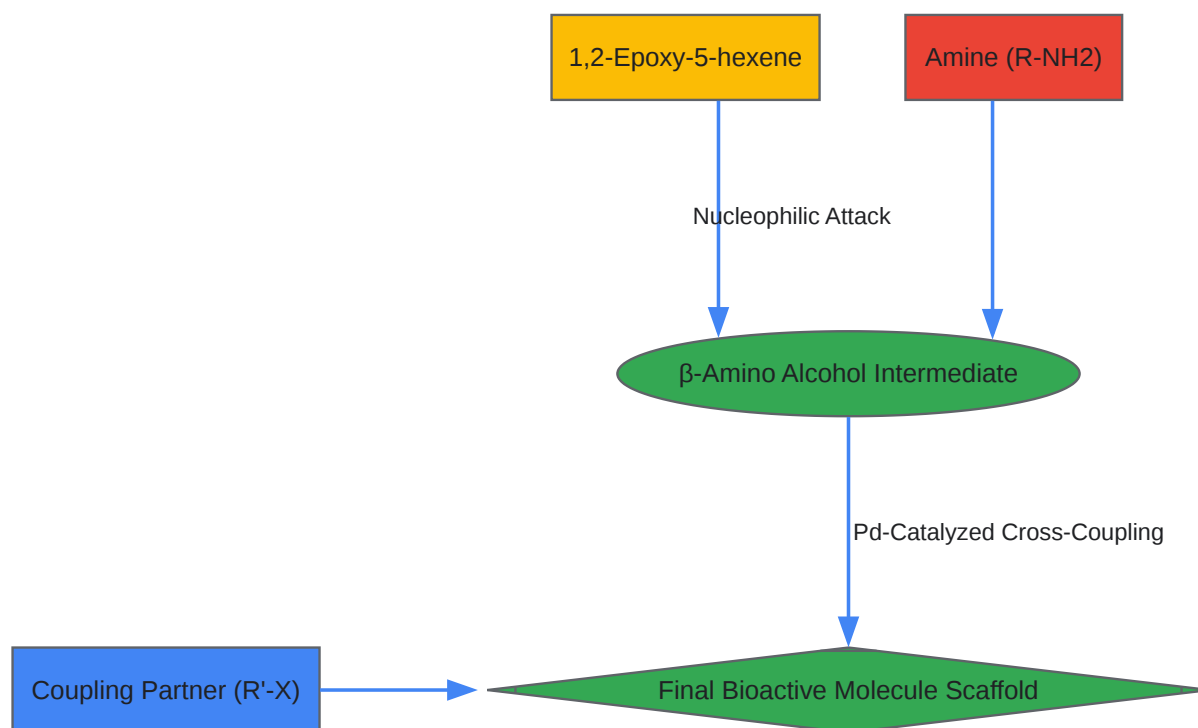 1,2-Epoxy-5-hexene
Amine (R-NH2)
Nucleophilic Attack
β-Amino Alcohol Intermediate
Pd-Catalyzed Cross-Coupling
Coupling Partner (R'-X)
Final Bioactive Molecule Scaffold